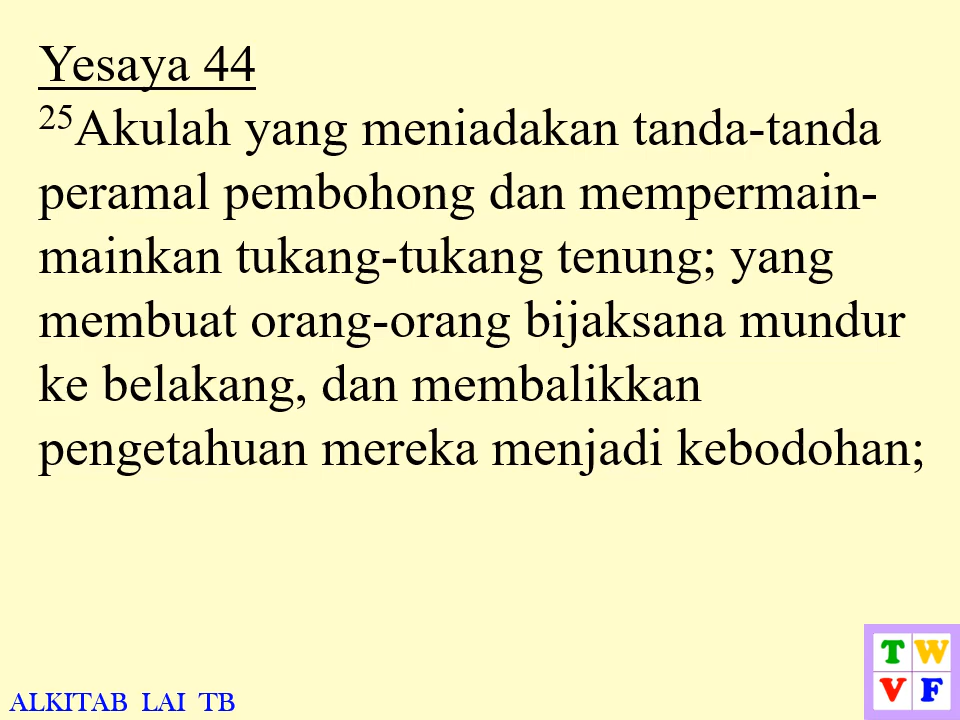 Yesaya 44
25Akulah yang meniadakan tanda-tanda
peramal pembohong dan mempermain-
mainkan tukang-tukang tenung; yang
membuat orang-orang bijaksana mundur
ke belakang, dan membalikkan
pengetahuan mereka menjadi kebodohan;
T W
V F
ALKITAB LAI TB